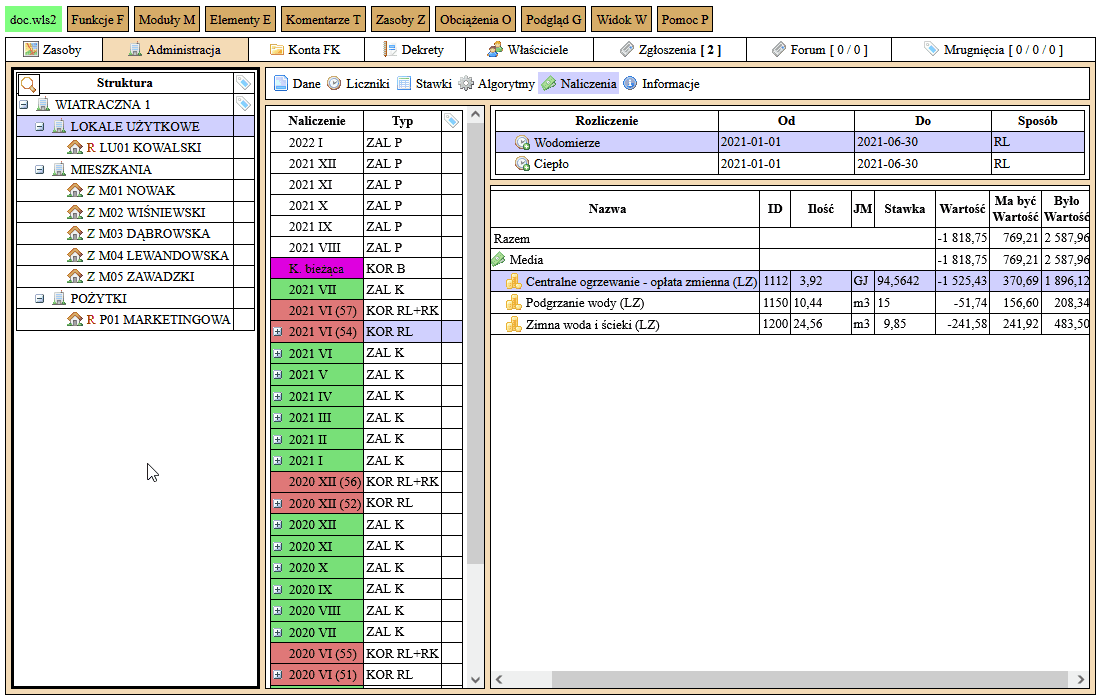 doc.wls2 Funkcje F Moduły M Elementy E Komentarze T Zasoby Z Obciążenia O Podgląd G Widok W Pomoc P
Zasoby Administracja Konta FK Dekrety Właściciele Zgłoszenia [ 2 ] Forum [ 0 / 0 ] Mrugnięcia [ 0 / 0 / 0 ]
Struktura
WIATRACZNA 1
LOKALE UŻYTKOWE
R LU01 KOWALSKI
MIESZKANIA
Z M01 NOWAK
Z M02 WIŚNIEWSKI
Z M03 DĄBROWSKA
Z M04 LEWANDOWSKA
Z M05 ZAWADZKI
POŻYTKI
R P01 MARKETINGOWA
Dane Liczniki Stawki Algorytmy Naliczenia Informacje
Naliczenie Typ
2022 I ZAL P
2021 XII ZAL P
2021 XI ZAL P
2021 X ZAL P
2021 IX ZAL P
2021 VIII ZAL P
K. bieżąca KOR B
2021 VII ZAL K
2021 VI (57) KOR RL+RK
2021 VI (54) KOR RL
2021 VI ZAL K
2021 V ZAL K
2021 IV ZAL K
2021 III ZAL K
2021 II ZAL K
2021 I ZAL K
2020 XII (56) KOR RL+RK
2020 XII (52) KOR RL
2020 XII ZAL K
2020 XI ZAL K
2020 X ZAL K
2020 IX ZAL K
2020 VIII ZAL K
2020 VII ZAL K
2020 VI (55) KOR RL+RK
2020 VI (51) KOR RL
Rozliczenie Od Do Sposób
Wodomierze 2021-01-01 2021-06-30 RL
Ciepło 2021-01-01 2021-06-30 RL
Nazwa ID Ilość JM Stawka Wartość Ma być Wartość Było Wartość
Razem -1 818,75 769,21 2 587,96
Media -1 818,75 769,21 2 587,96
Centralne ogrzewanie - opłata zmienna (LZ) 1112 3,92 GJ 94,5642 -1 525,43 370,69 1 896,12
Podgrzanie wody (LZ) 1150 10,44 m3 15 -51,74 156,60 208,34
Zimna woda i ścieki (LZ) 1200 24,56 m3 9,85 -241,58 241,92 483,50